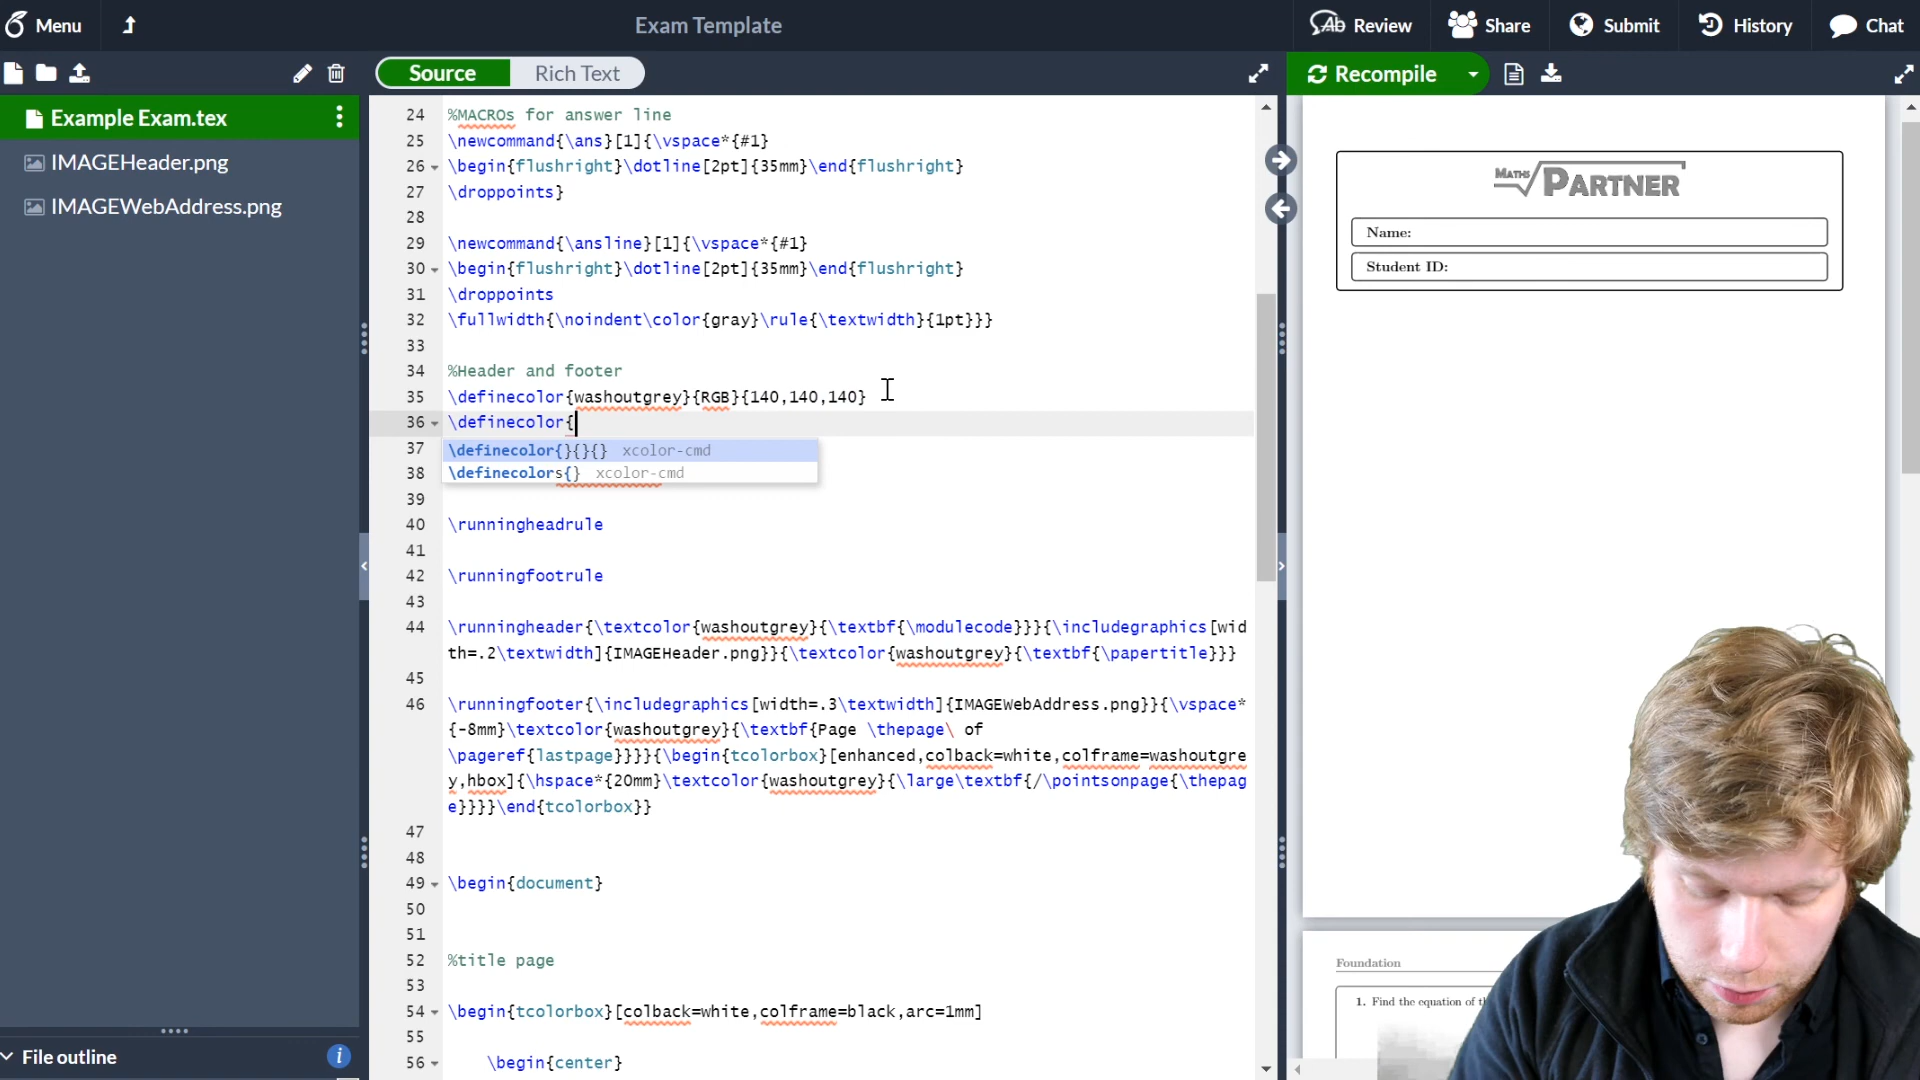 Menu
Exam Template
Review
Share
Submit
History
Chat
Source
Rich Text
Recompile
Example Exam.tex
IMAGEHeader.png
IMAGEWebAddress.png
24 %MACROs for answer line
25 \newcommand{\ans}[1]{\vspace*{#1}
26 \begin{flushright}\dotline[2pt]{35mm}\end{flushright}
27 \droppoints}
28
29 \newcommand{\ansline}[1]{\vspace*{#1}
30 \begin{flushright}\dotline[2pt]{35mm}\end{flushright}
31 \droppoints
32 \fullwidth{\noindent\color{gray}\rule{\textwidth}{1pt}}}
33
34 %Header and footer
35 \definecolor{washoutgrey}{RGB}{140,140,140}
36 \definecolor{
37 \definecolor{}{}{} xcolor-cmd
38 \definecolors{} xcolor-cmd
39
40 \runningheadrule
41
42 \runningfootrule
43
44 \runningheader{\textcolor{washoutgrey}{\textbf{\modulecode}}}{\includegraphics[wid
th=.2\textwidth]{IMAGEHeader.png}}{\textcolor{washoutgrey}{\textbf{\papertitle}}}
45
46 \runningfooter{\includegraphics[width=.3\textwidth]{IMAGEWebAddress.png}}{\vspace*
{-8mm}\textcolor{washoutgrey}{\textbf{Page \thepage\ of
\pageref{lastpage}}}}{\begin{tcolorbox}[enhanced,colback=white,colframe=washoutgre
y,hbox]{\hspace*{20mm}\textcolor{washoutgrey}{\large\textbf{/\pointsonpage{\thepag
e}}}}\end{tcolorbox}}
47
48
49 \begin{document}
50
51
52 %title page
53
54 \begin{tcolorbox}[colback=white,colframe=black,arc=1mm]
55
56 \begin{center}
File outline
MATHS PARTNER
Name:
Student ID:
Foundation
1. Find the equation of